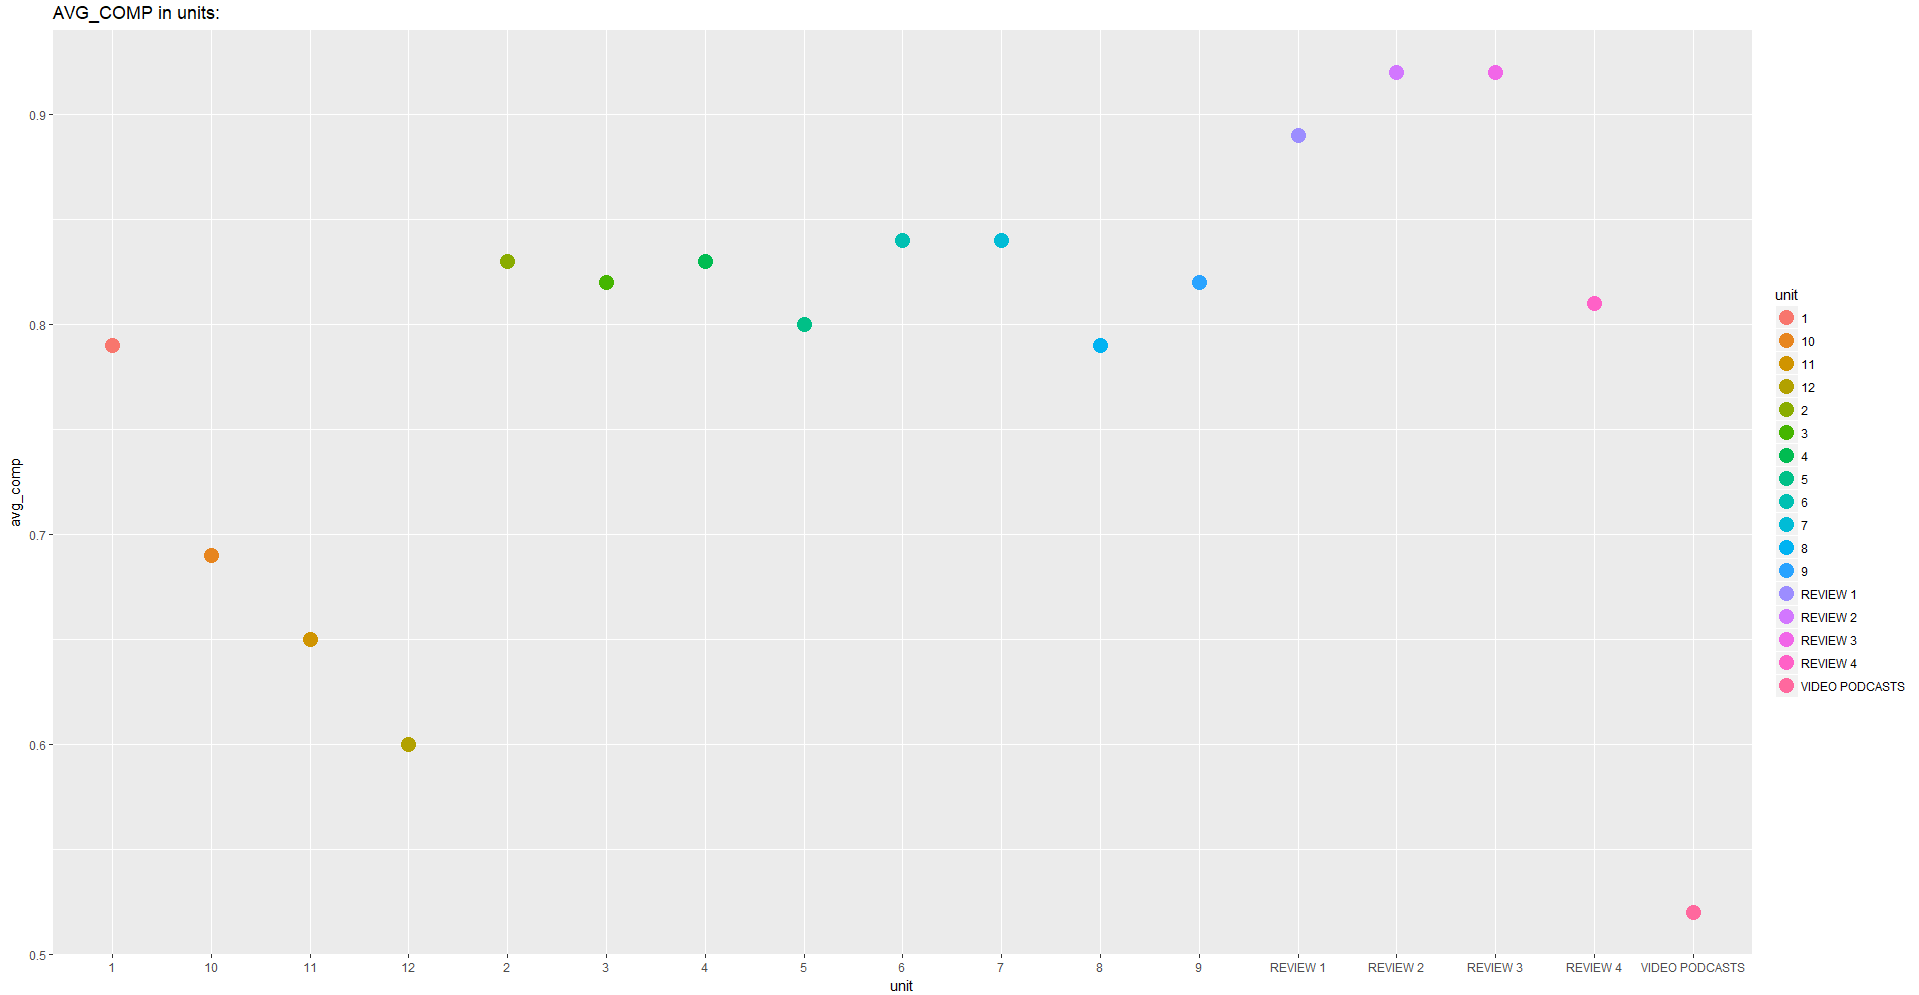 AVG_COMP in units:
avg_comp
0.9
0.8
0.7
0.6
0.5
1 10 11 12 2 3 4 5 6 7 8 9 REVIEW 1 REVIEW 2 REVIEW 3 REVIEW 4 VIDEO PODCASTS
unit
unit
1
10
11
12
2
3
4
5
6
7
8
9
REVIEW 1
REVIEW 2
REVIEW 3
REVIEW 4
VIDEO PODCASTS